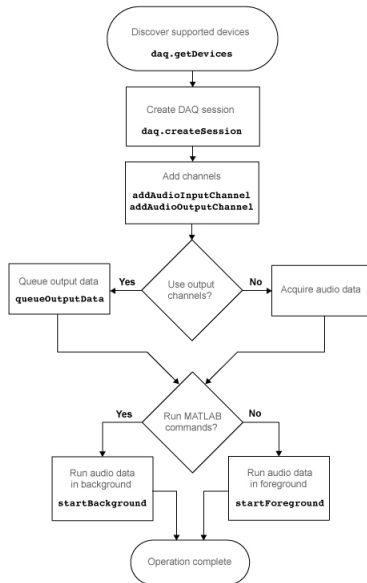 Discover supported devices
daq.getDevices
Create DAQ session
daq.createSession
Add channels
addAudioInputChannel
addAudioOutputChannel
Queue output data
queueOutputData
Yes
Use output
channels?
No
Acquire audio data
Yes
Run MATLAB
commands?
No
Run audio data
in background
startBackground
Run audio data
in foreground
startForeground
Operation complete